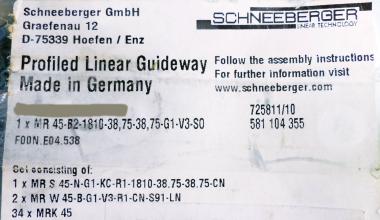 Schneeberger GmbH
Graefenau 12
D-75339 Hoefen / Enz
SCHNEEBERGER
LINEAR TECHNOLOGY
Profiled Linear Guideway
Made in Germany
Follow the assembly instructions
For further information visit
www.schneeberger.com
725811/10
1 x MR 45-B2-1810-38,75-38,75-G1-V3-SO
581 104 355
FODN.E04.538
Set consisting of:
1 x MR S 45-N-G1-KC-R1-1810-38.75-38.75-CN
2 x MR W 45-B-G1-V3-R1-CN-S91-LN
34 x MRK 45